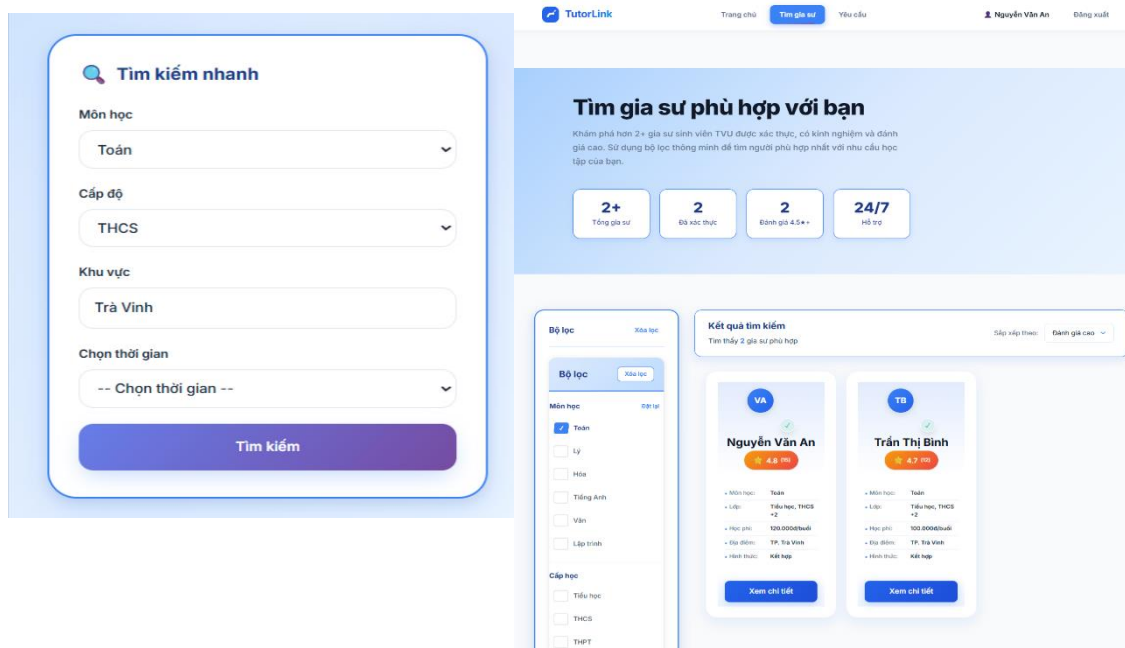 Tìm kiếm nhanh
Môn học
Toán
Cấp độ
THCS
Khu vực
Trà Vinh
Chọn thời gian
-- Chọn thời gian --
Tìm kiếm
TutorLink
Trang chủ
Tìm gia sư
Yêu cầu
Nguyễn Văn An
Đăng xuất
Tìm gia sư phù hợp với bạn
Khám phá hơn 2+ gia sư sinh viên TVU được xác thực, có kinh nghiệm và đánh
giá cao. Sử dụng bộ lọc thông minh để tìm người phù hợp nhất với nhu cầu học
tập của bạn.
2+
Tổng gia sư
2
Đã xác thực
2
Đánh giá 4.5★+
24/7
Hỗ trợ
Bộ lọc
Xóa lọc
Bộ lọc
Xóa lọc
Môn học
Đặt lại
Toán
Lý
Hóa
Tiếng Anh
Văn
Lập trình
Cấp học
Tiểu học
THCS
THPT
Kết quả tìm kiếm
Tìm thấy 2 gia sư phù hợp
Sắp xếp theo:
Đánh giá cao
VA
Nguyễn Văn An
4.8
• Môn học: Toán
• Lớp: Tiểu học, THCS
+2
• Học phí: 120.000đ/buổi
• Địa điểm: TP. Trà Vinh
• Hình thức: Kết hợp
Xem chi tiết
TB
Trần Thị Bình
4.7
• Môn học: Toán
• Lớp: Tiểu học, THCS
+2
• Học phí: 100.000đ/buổi
• Địa điểm: TP. Trà Vinh
• Hình thức: Kết hợp
Xem chi tiết